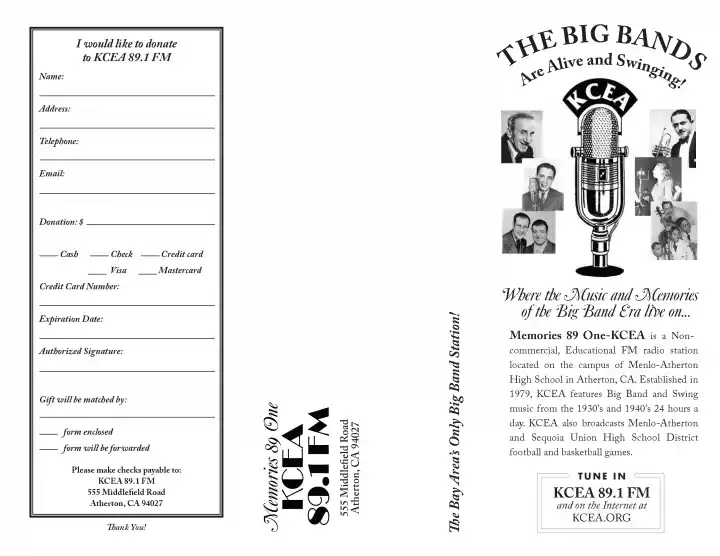 I would like to donate
to KCEA 89.1 FM
Name:
Address:
Telephone:
Email:
Donation: $
Cash Check Credit card
Visa Mastercard
Credit Card Number:
Expiration Date:
Authorized Signature:
Gift will be matched by:
form enclosed
form will be forwarded
Please make checks payable to:
KCEA 89.1 FM
555 Middlefield Road
Atherton, CA 94027
Thank You!
Memories 89 One
KCEA
89.1 FM
555 Middlefield Road
Atherton, CA 94027
The Bay Area's Only Big Band Station!
THE BIG BANDS
Are Alive and Swinging!
KCEA
Where the Music and Memories
of the Big Band Era live on...
Memories 89 One-KCEA is a Non-
commercial, Educational FM radio station
located on the campus of Menlo-Atherton
High School in Atherton, CA. Established in
1979, KCEA features Big Band and Swing
music from the 1930's and 1940's 24 hours a
day. KCEA also broadcasts Menlo-Atherton
and Sequoia Union High School District
football and basketball games.
TUNE IN
KCEA 89.1 FM
and on the Internet at
KCEA.ORG